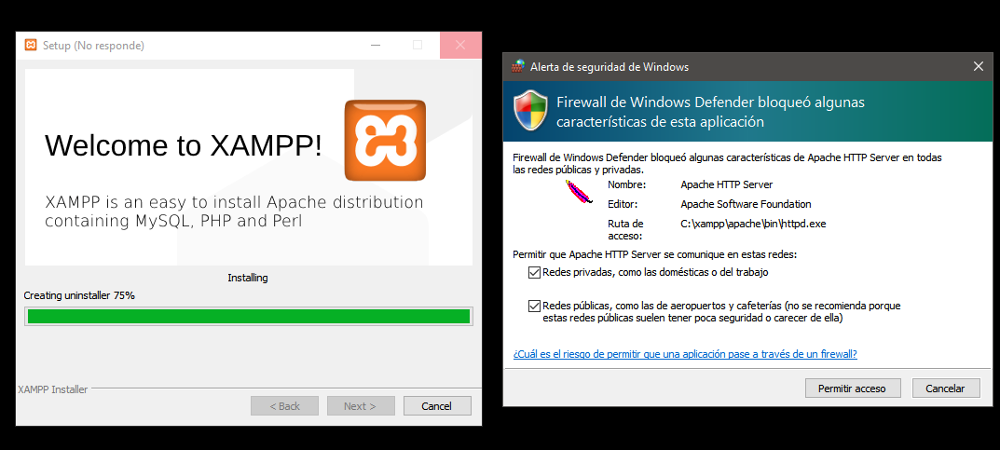 Setup (No responde)
Welcome to XAMPP!
XAMPP is an easy to install Apache distribution
containing MySQL, PHP and Perl
Installing
Creating uninstaller 75%
XAMPP Installer
< Back
Next >
Cancel
Alerta de seguridad de Windows
Firewall de Windows Defender bloqueó algunas
características de esta aplicación
Firewall de Windows Defender bloqueó algunas características de Apache HTTP Server en todas
las redes públicas y privadas.
Nombre: Apache HTTP Server
Editor: Apache Software Foundation
Ruta de C:\xampp\apache\bin\httpd.exe
acceso:
Permitir que Apache HTTP Server se comunique en estas redes:
Redes privadas, como las domésticas o del trabajo
Redes públicas, como las de aeropuertos y cafeterías (no se recomienda porque
estas redes públicas suelen tener poca seguridad o carecer de ella)
¿Cuál es el riesgo de permitir que una aplicación pase a través de un firewall?
Permitir acceso
Cancelar